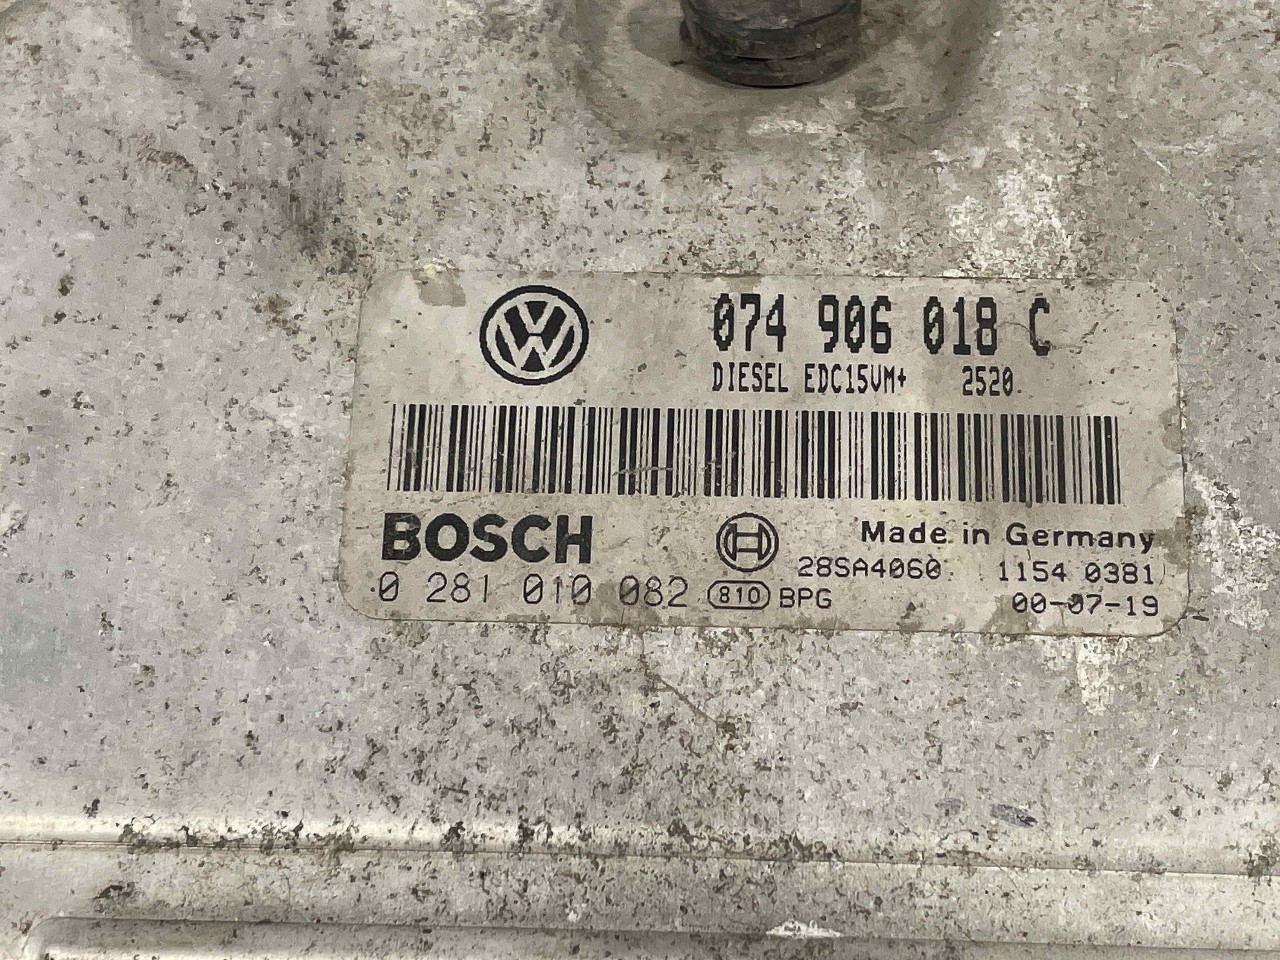 074 906 018 C
DIESEL EDC15VM+ 2520
BOSCH
Made in Germany
28SA4060 1154 0381
0 281 010 082 810 BPG 00-07-19